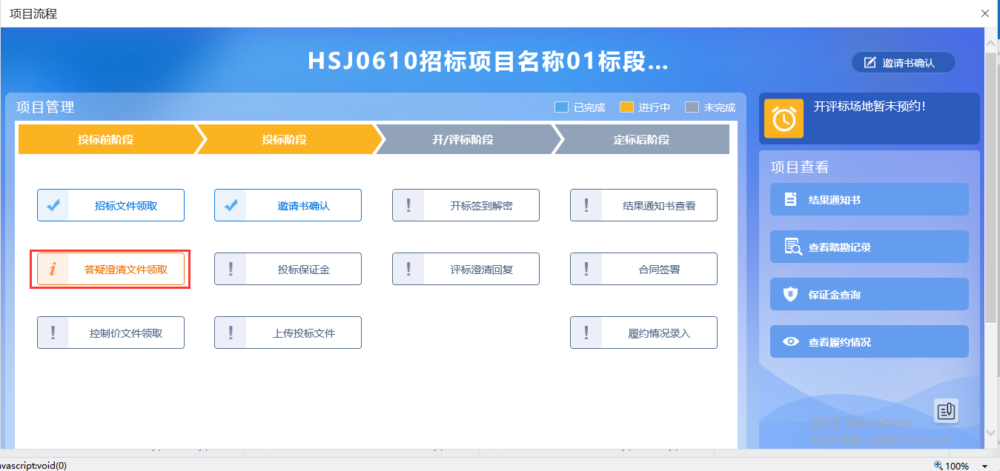 项目流程
HSJ0610招标项目名称01标段...
邀请书确认
项目管理
已完成
进行中
未完成
投标前阶段
投标阶段
开/评标阶段
定标后阶段
招标文件领取
邀请书确认
开标签到解密
结果通知书查看
答疑澄清文件领取
投标保证金
评标澄清回复
合同签署
控制价文件领取
上传投标文件
履约情况录入
开评标场地暂未预约!
项目查看
结果通知书
查看踏勘记录
保证金查询
查看履约情况
激活 Windows
avascript:void(0)
100%